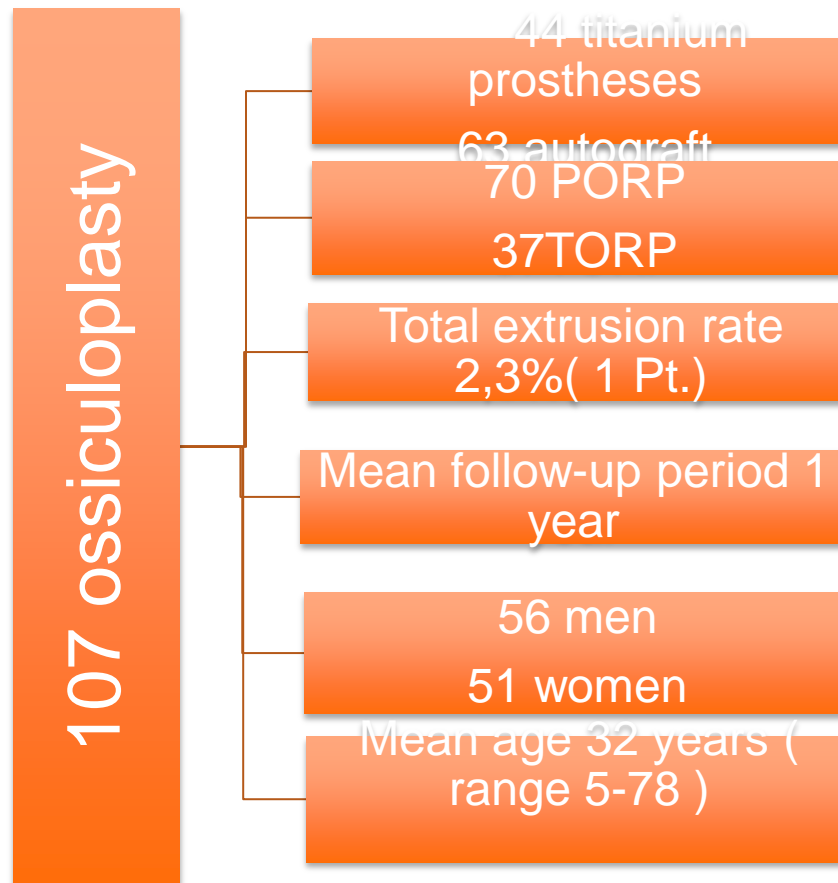 107 ossiculoplasty
44 titanium
prostheses
63 autograft
70 PORP
37TORP
Total extrusion rate
2,3%( 1 Pt.)
Mean follow-up period 1
year
56 men
51 women
Mean age 32 years (
range 5-78 )